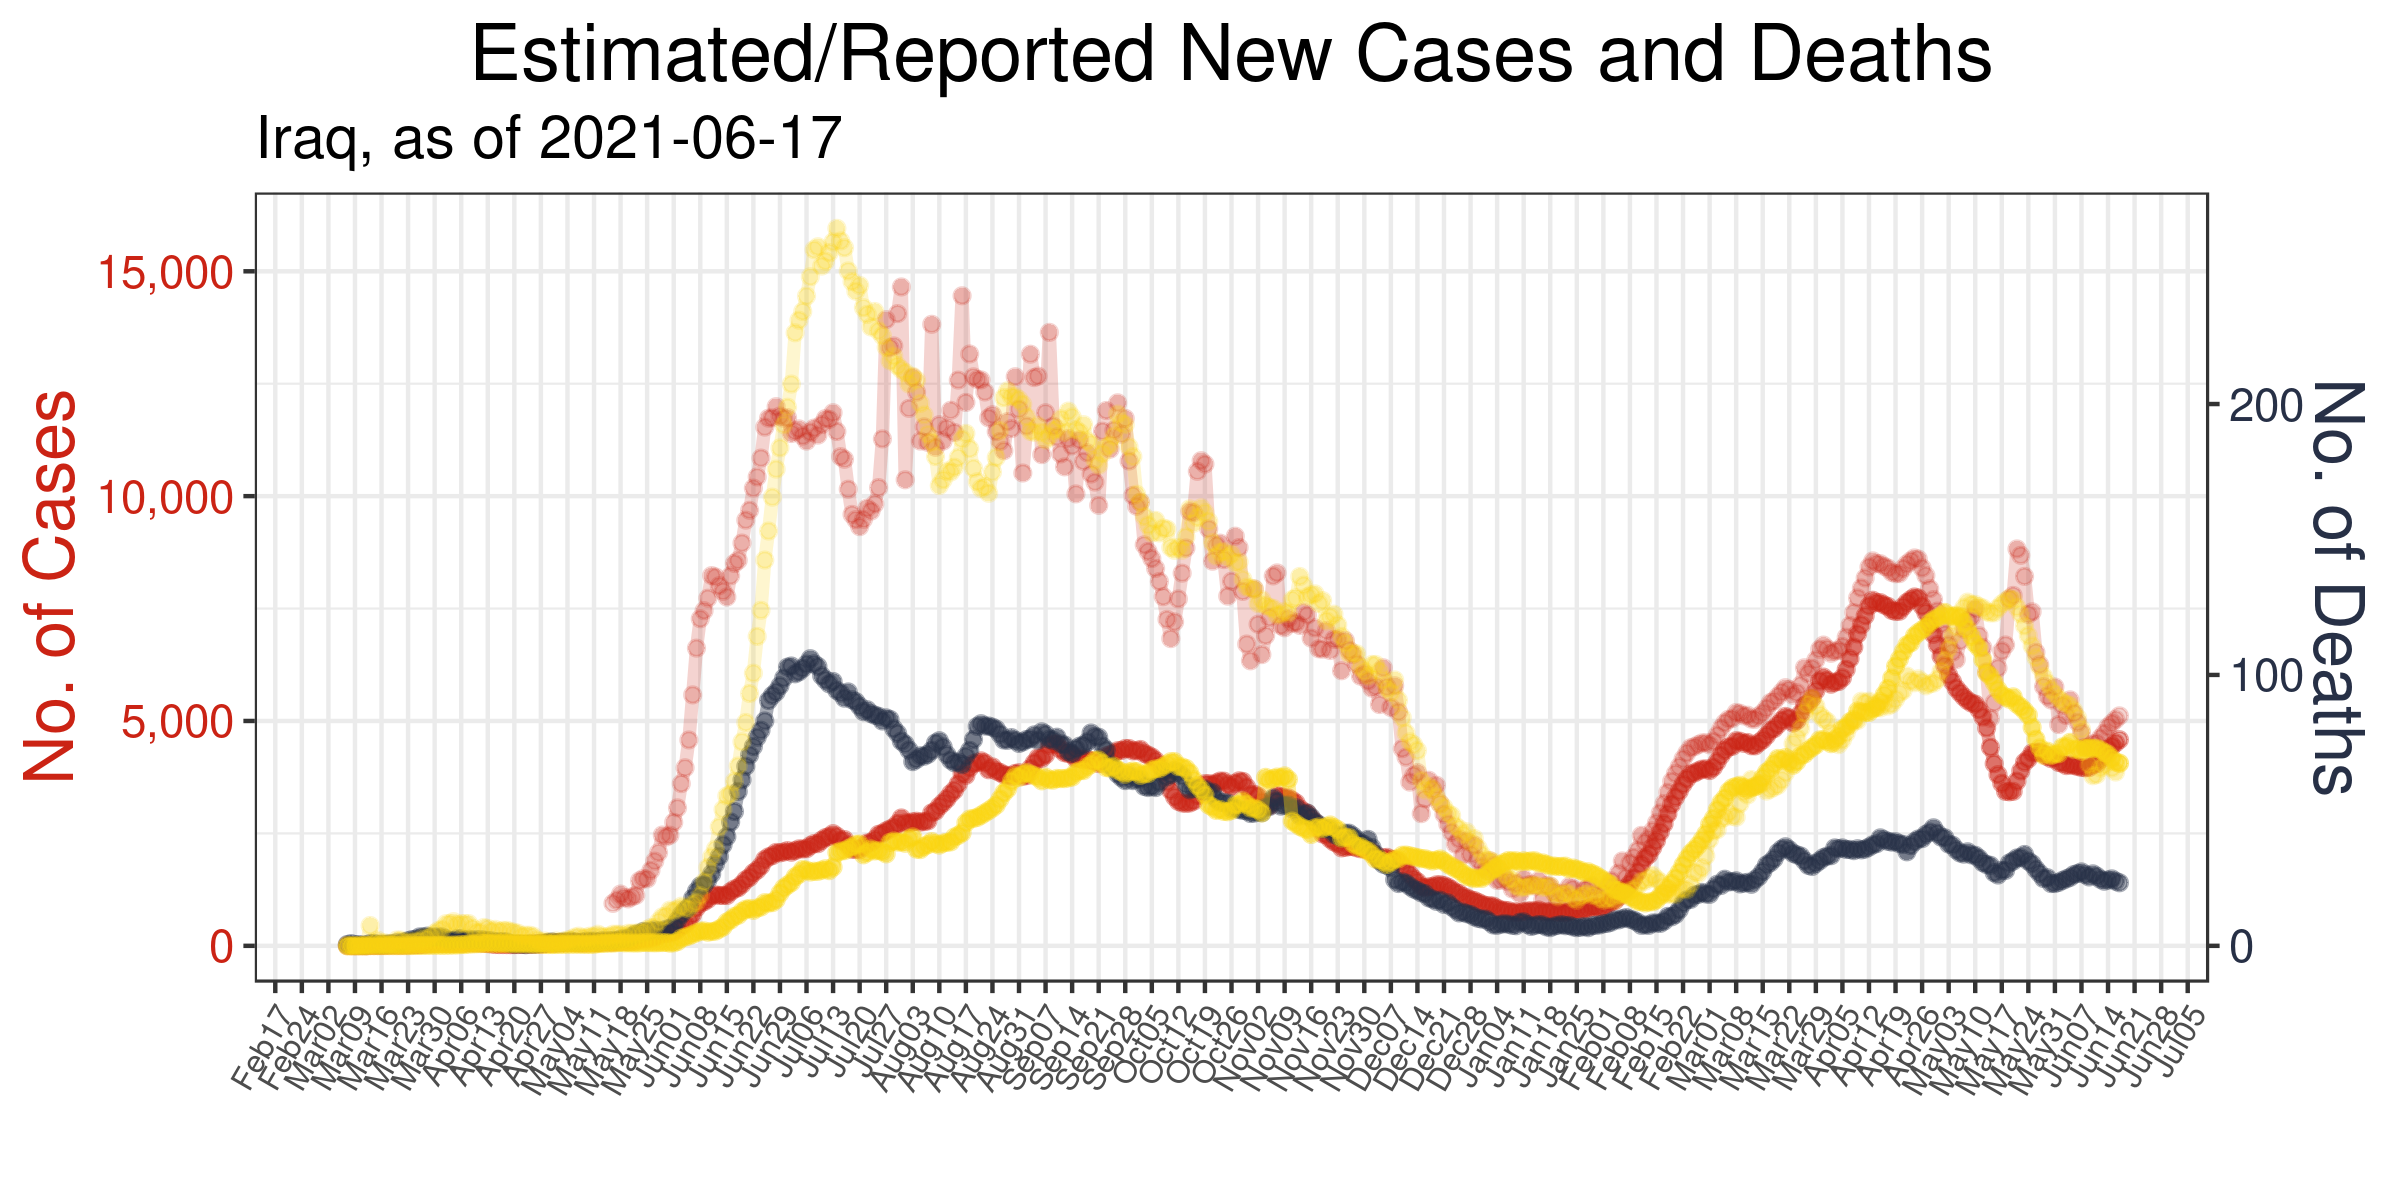 Estimated/Reported New Cases and Deaths
Iraq, as of 2021-06-17
No. of Cases
15,000
10,000
5,000
0
No. of Deaths
200
100
0
Feb17
Feb24
Mar02
Mar09
Mar16
Mar23
Mar30
Apr06
Apr13
Apr20
Apr27
May04
May11
May18
May25
Jun01
Jun08
Jun15
Jun22
Jun29
Jul06
Jul13
Jul20
Jul27
Aug03
Aug10
Aug17
Aug24
Aug31
Sep07
Sep14
Sep21
Sep28
Oct05
Oct12
Oct19
Oct26
Nov02
Nov09
Nov16
Nov23
Nov30
Dec07
Dec14
Dec21
Dec28
Jan04
Jan11
Jan18
Jan25
Feb01
Feb08
Feb15
Feb22
Mar01
Mar08
Mar15
Mar22
Mar29
Apr05
Apr12
Apr19
Apr26
May03
May10
May17
May24
May31
Jun07
Jun14
Jun21
Jun28
Jul05